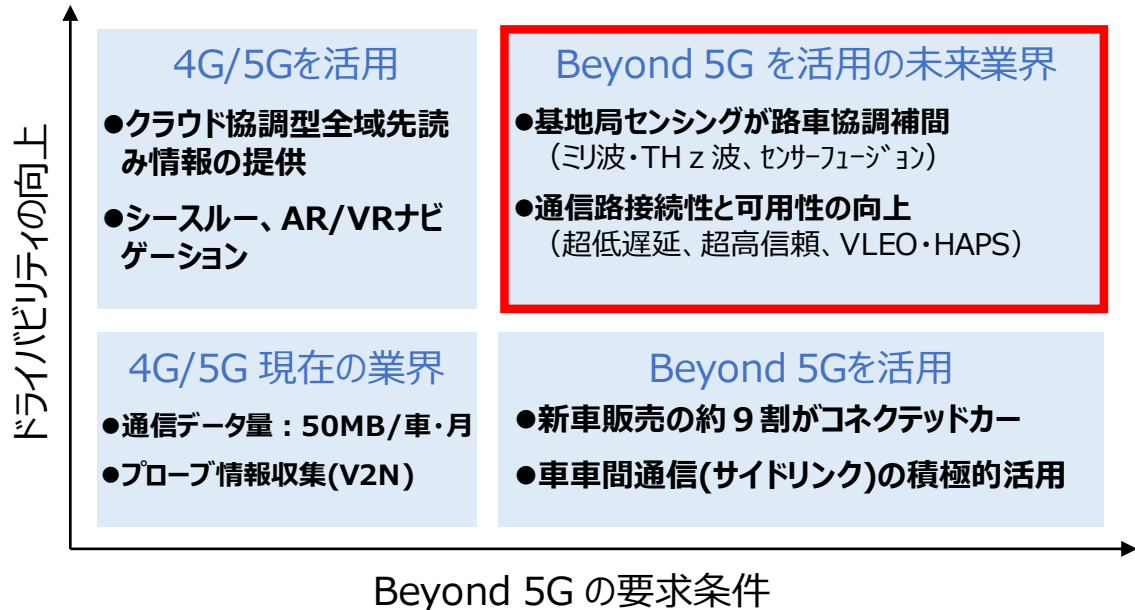 ドライバビリティの向上
4G/5Gを活用
●クラウド協調型全域先読
み情報の提供
●シースルー、AR/VRナビ
ゲーション
Beyond 5G を活用の未来業界
●基地局センシングが路車協調補間
(ミリ波・THz波、センサーフュージョン)
●通信路接続性と可用性の向上
(超低遅延、超高信頼、VLEO・HAPS)
4G/5G 現在の業界
●通信データ量:50MB/車・月
●プローブ情報収集(V2N)
Beyond 5Gを活用
●新車販売の約９割がコネクテッドカー
●車車間通信(サイドリンク)の積極的活用
Beyond 5G の要求条件